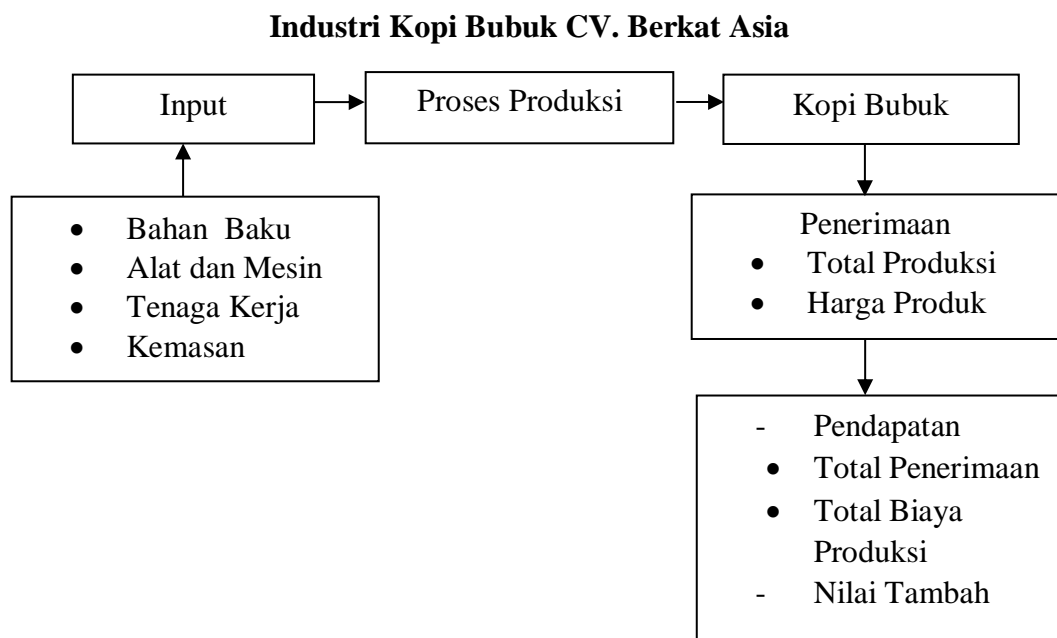 Industri Kopi Bubuk CV. Berkat Asia
Input
Proses Produksi
Kopi Bubuk
• Bahan Baku
• Alat dan Mesin
• Tenaga Kerja
• Kemasan
Penerimaan
• Total Produksi
• Harga Produk
- Pendapatan
• Total Penerimaan
• Total Biaya
Produksi
- Nilai Tambah